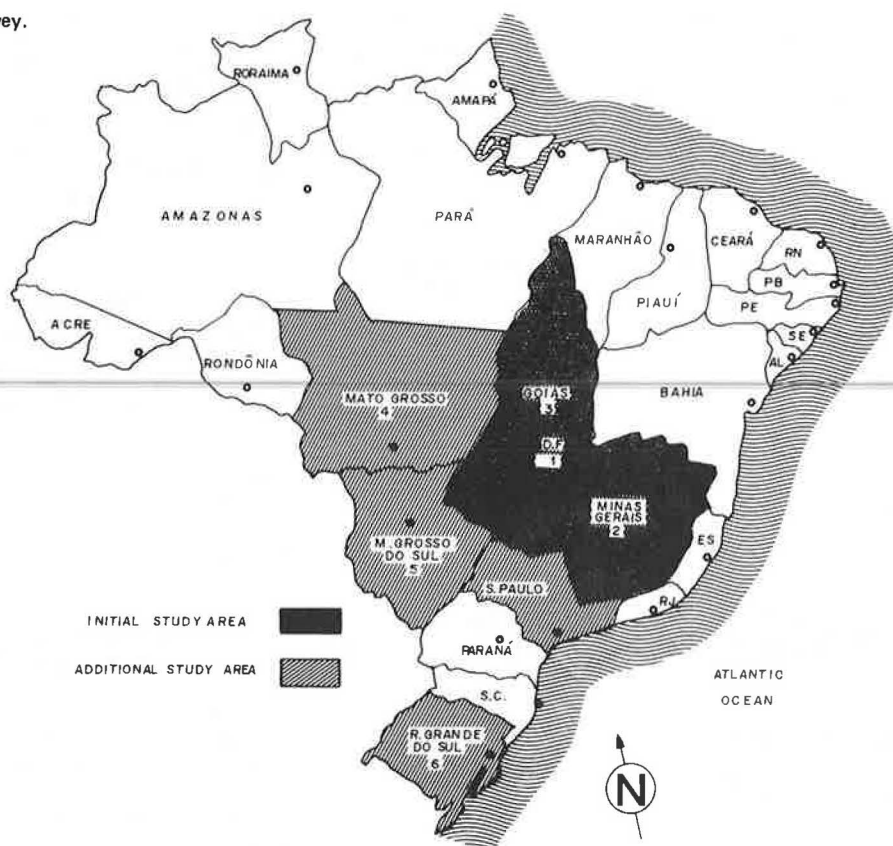 ey.
RORAIMA
AMAPÁ
AMAZONAS
PARÁ
MARANHÃO
CEARÁ
RN
PB
PIAUÍ
PE
ACRE
SE
AL
RONDÔNIA
MATO GROSSO
4
GOIÁS
3
BAHIA
D.F
1
MINAS
GERAIS
2
M. GROSSO
DO SUL
5
ES
S. PAULO
RJ
INITIAL STUDY AREA
PARANÁ
ADDITIONAL STUDY AREA
S.C.
ATLANTIC
OCEAN
R. GRANDE
DO SUL
6
N